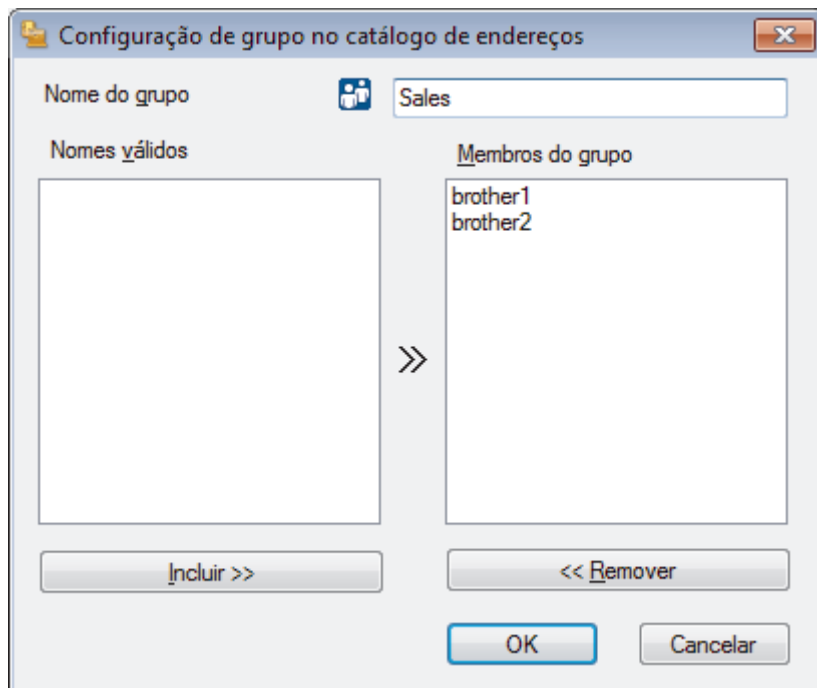 Configuração de grupo no catálogo de endereços
Nome do grupo
Sales
Nomes válidos
Membros do grupo
brother1
brother2
Incluir >>
<< Remover
OK
Cancelar